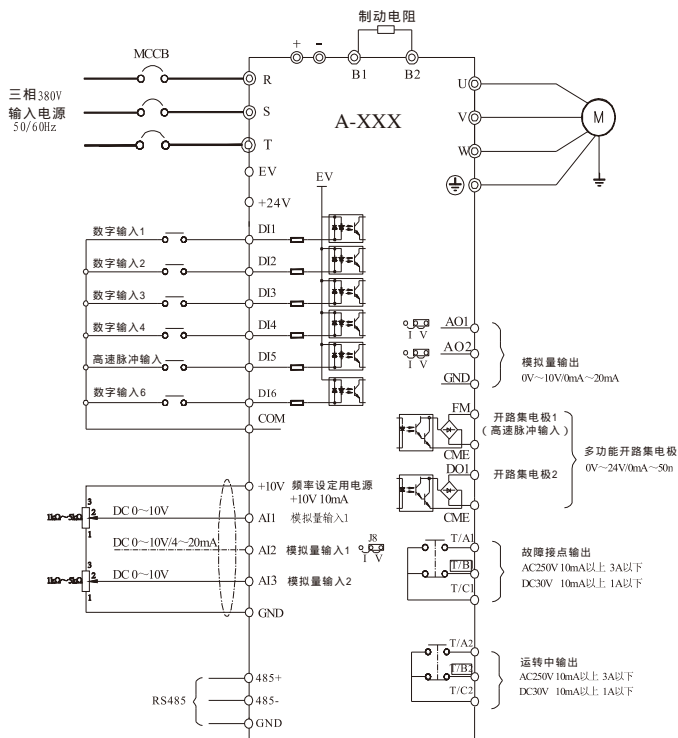 制动电阻
+
-
B1
B2
MCCB
三相380V
输入电源
50/60Hz
R
S
T
A-XXX
U
V
W
M
EV
+24V
EV
数字输入1
DI1
数字输入2
DI2
数字输入3
DI3
数字输入4
DI4
高速脉冲输入
DI5
数字输入6
DI6
COM
I V
AO1
I V
AO2
GND
模拟量输出
0V～10V/0mA～20mA
FM
CME
开路集电极1
(高速脉冲输入)
DO1
CME
开路集电极2
多功能开路集电极
0V～24V/0mA～50n
+10V
频率设定用电源
+10V 10mA
3
2
1
1kΩ～5kΩ
DC 0～10V
AI1
模拟量输入1
DC 0～10V/4～20mA
AI2
模拟量输入1
J8
I V
3
2
1
1kΩ～5kΩ
DC 0～10V
AI3
模拟量输入2
GND
T/A1
T/B1
T/C1
故障接点输出
AC250V 10mA以上 3A以下
DC30V 10mA以上 1A以下
T/A2
T/B2
T/C2
运转中输出
AC250V 10mA以上 3A以下
DC30V 10mA以上 1A以下
RS485
485+
485-
GND